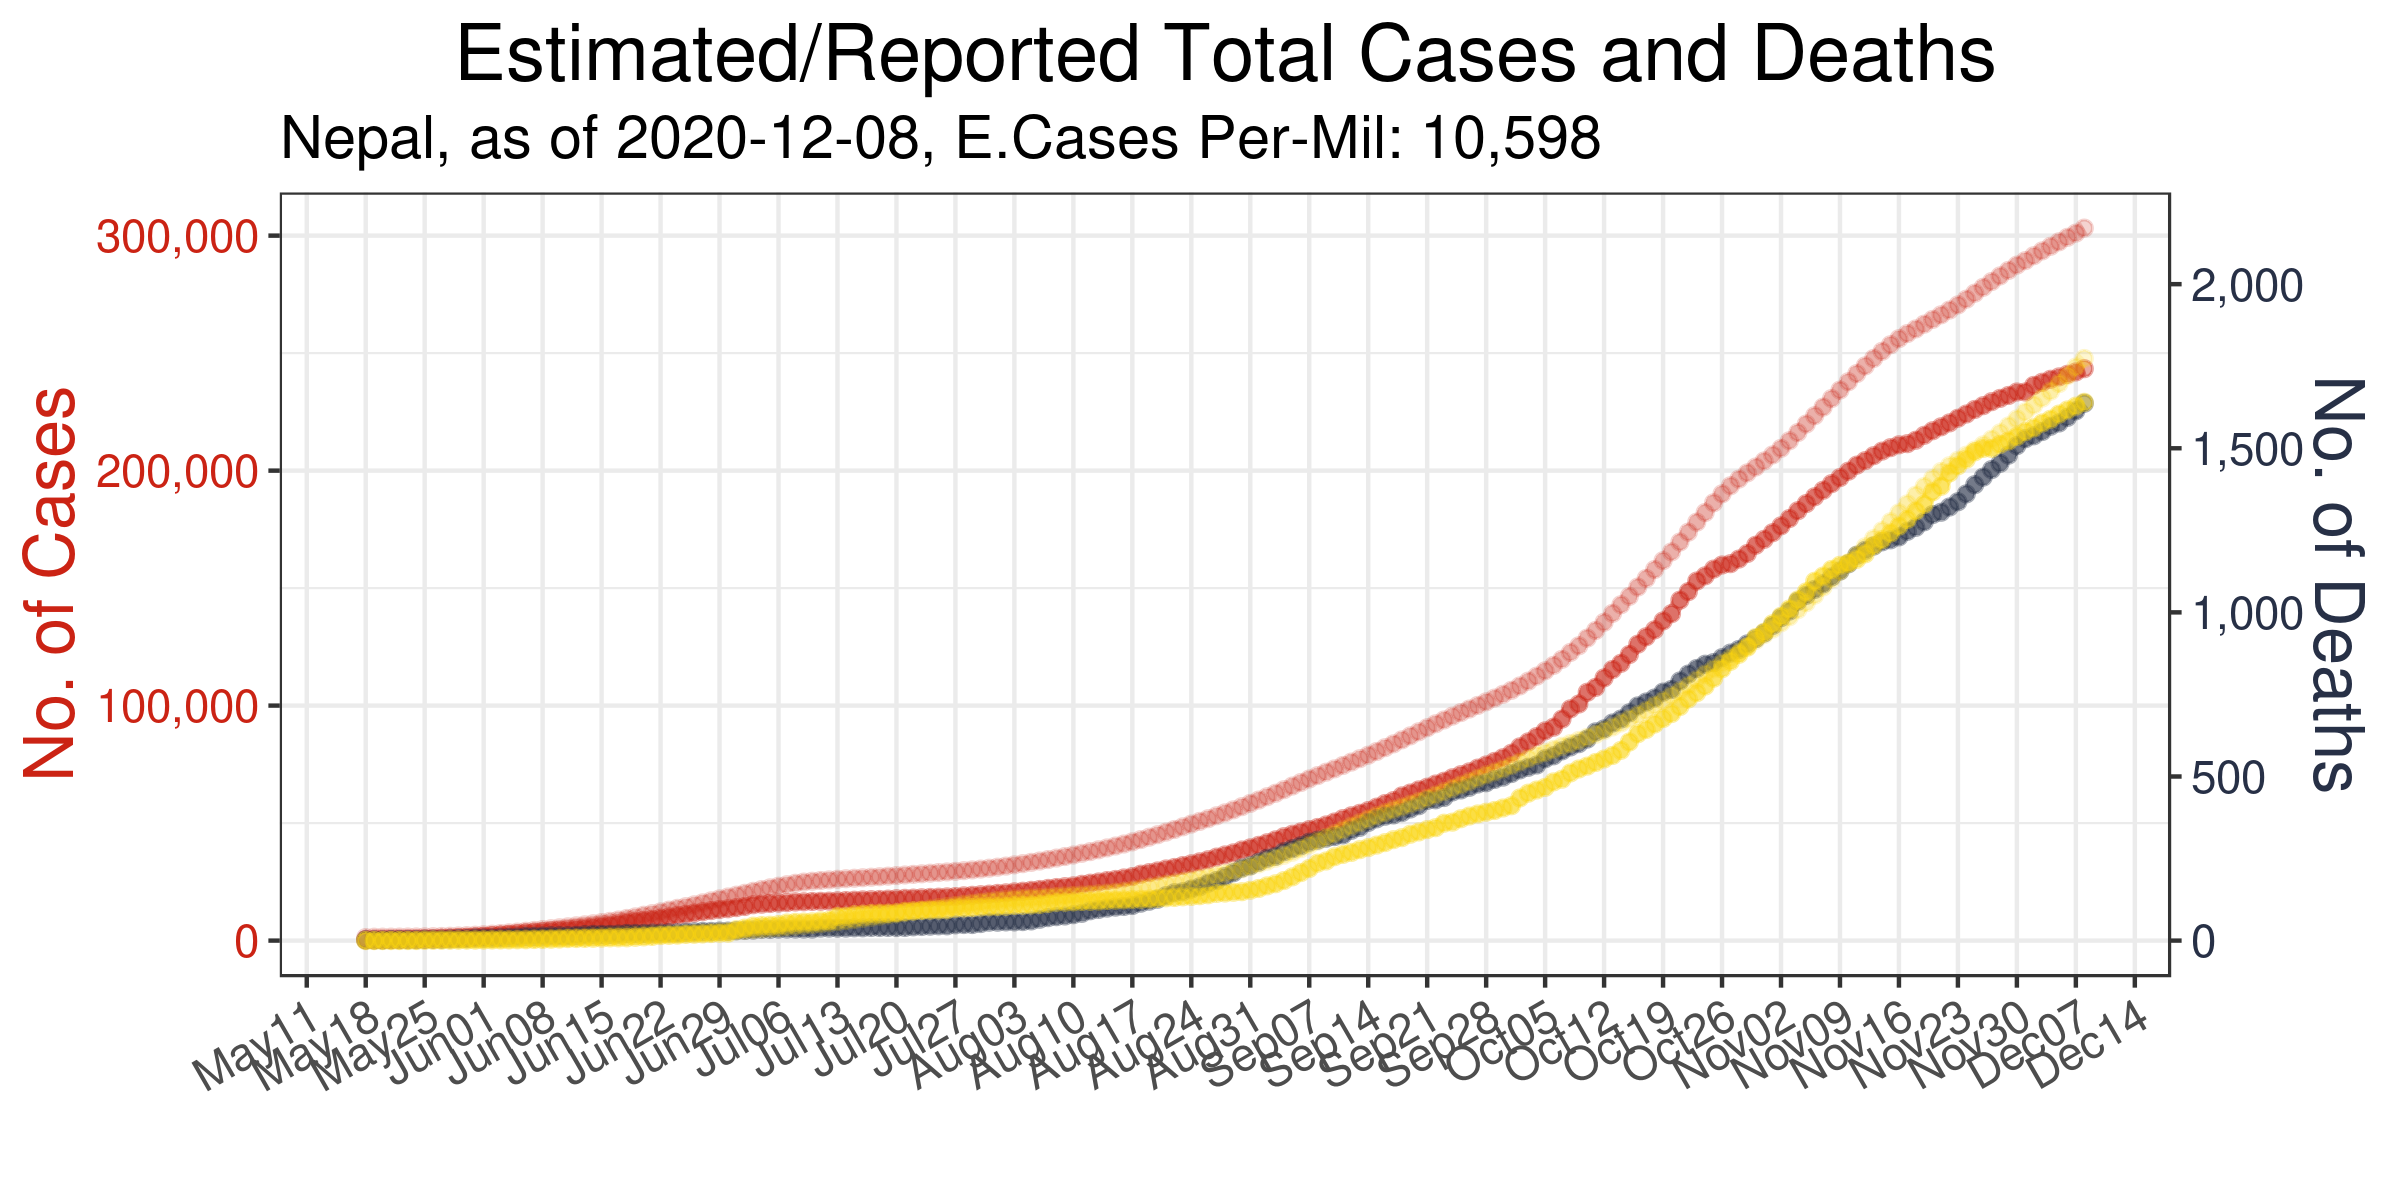 Estimated/Reported Total Cases and Deaths
Nepal, as of 2020-12-08, E.Cases Per-Mil: 10,598
No. of Cases
300,000
200,000
100,000
0
2,000
1,500
1,000
500
0
No. of Deaths
May11
May18
May25
Jun01
Jun08
Jun15
Jun22
Jun29
Jul06
Jul13
Jul20
Jul27
Aug03
Aug10
Aug17
Aug24
Aug31
Sep07
Sep14
Sep21
Sep28
Oct05
Oct12
Oct19
Oct26
Nov02
Nov09
Nov16
Nov23
Nov30
Dec07
Dec14